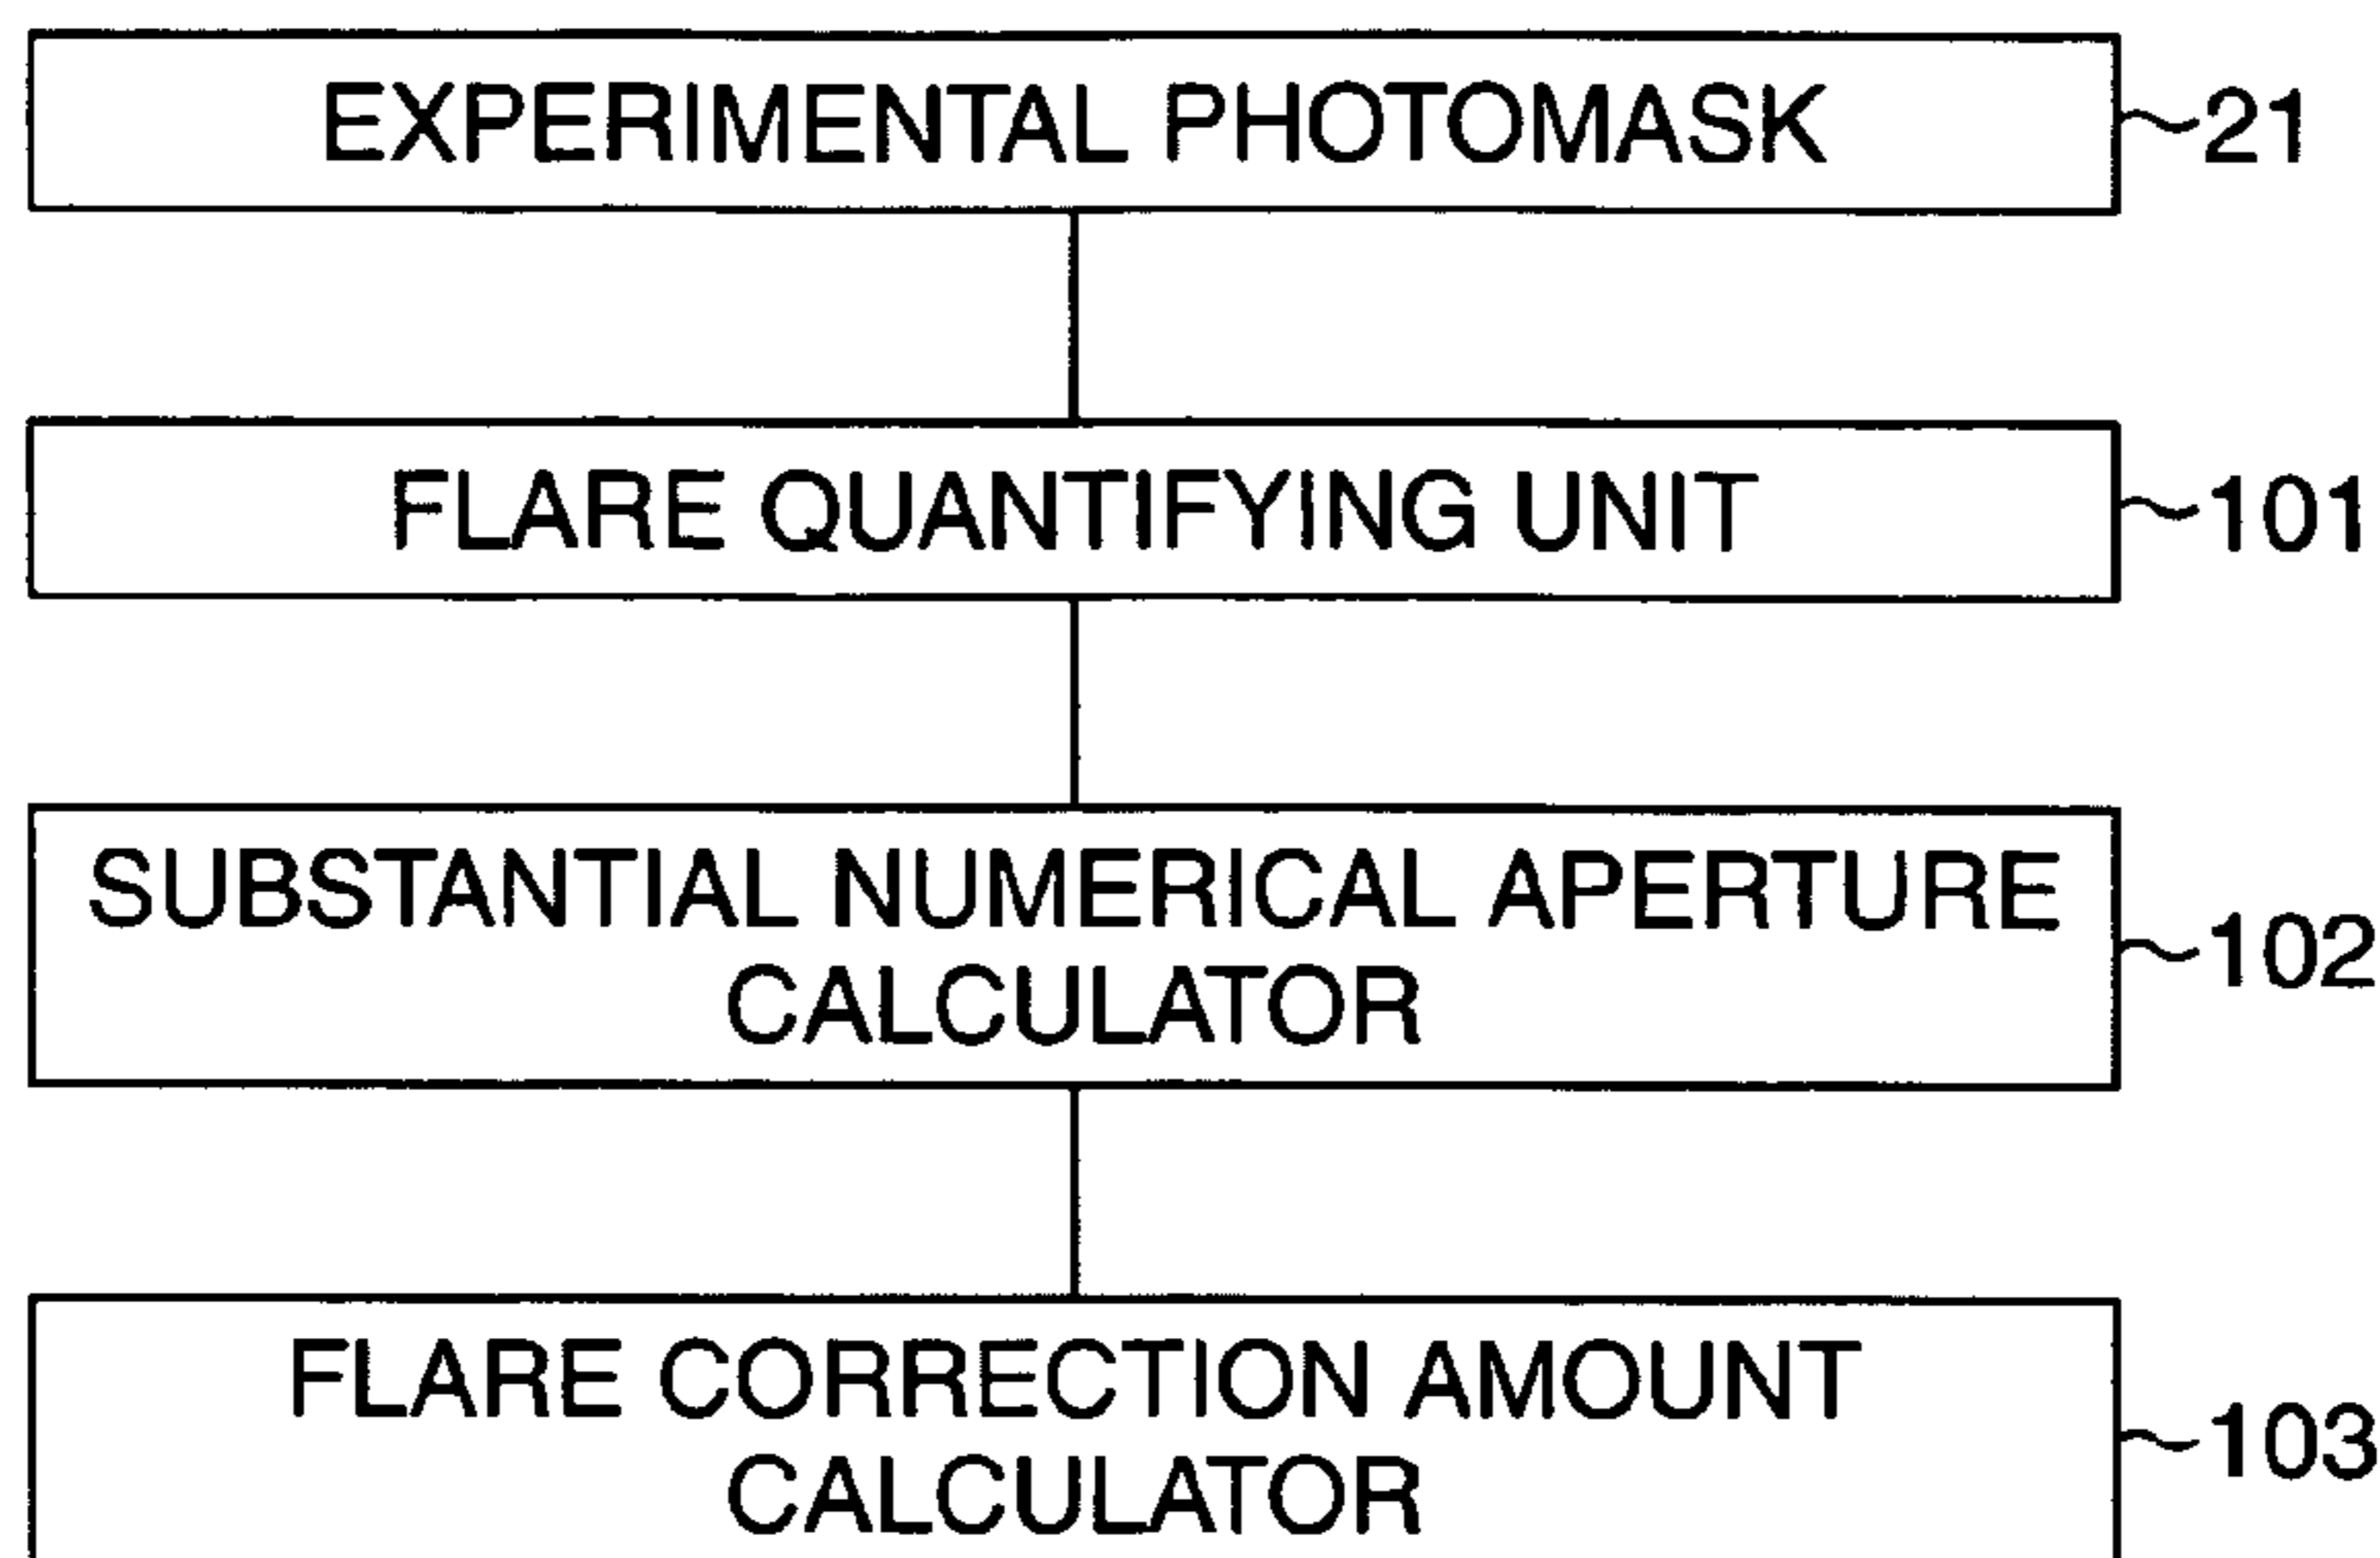 EXPERIMENTAL PHOTOMASK 21
FLARE QUANTIFYING UNIT 101
SUBSTANTIAL NUMERICAL APERTURE
CALCULATOR
102
FLARE CORRECTION AMOUNT
CALCULATOR
103